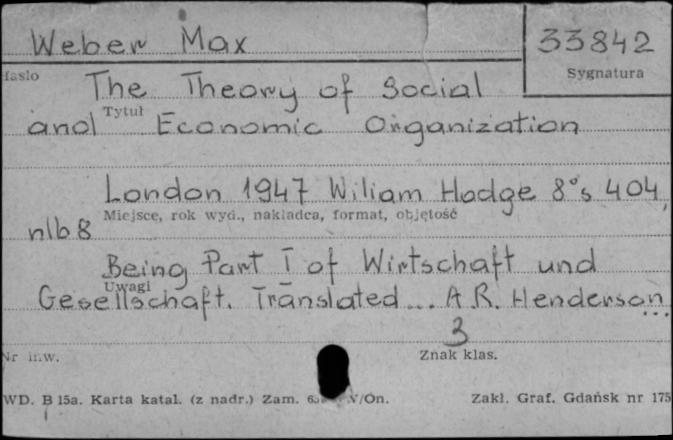 Weber Max 33842
Hasło Sygnatura
The Theory of Social
Tytuł
and Economic Organization
London 1947 Wiliam Hodge 8°s 404,
Miejsce, rok wyd., nakładca, format, objętość
nlb 8
Being Part I of Wirtschaft und
Uwagi
Gesellschaft. Translated... A R. Henderson
...
3
Nr inw. Znak klas.
WD. B 15a. Karta katal. (z nadr.) Zam. V/On. Zakł. Graf. Gdańsk nr 175